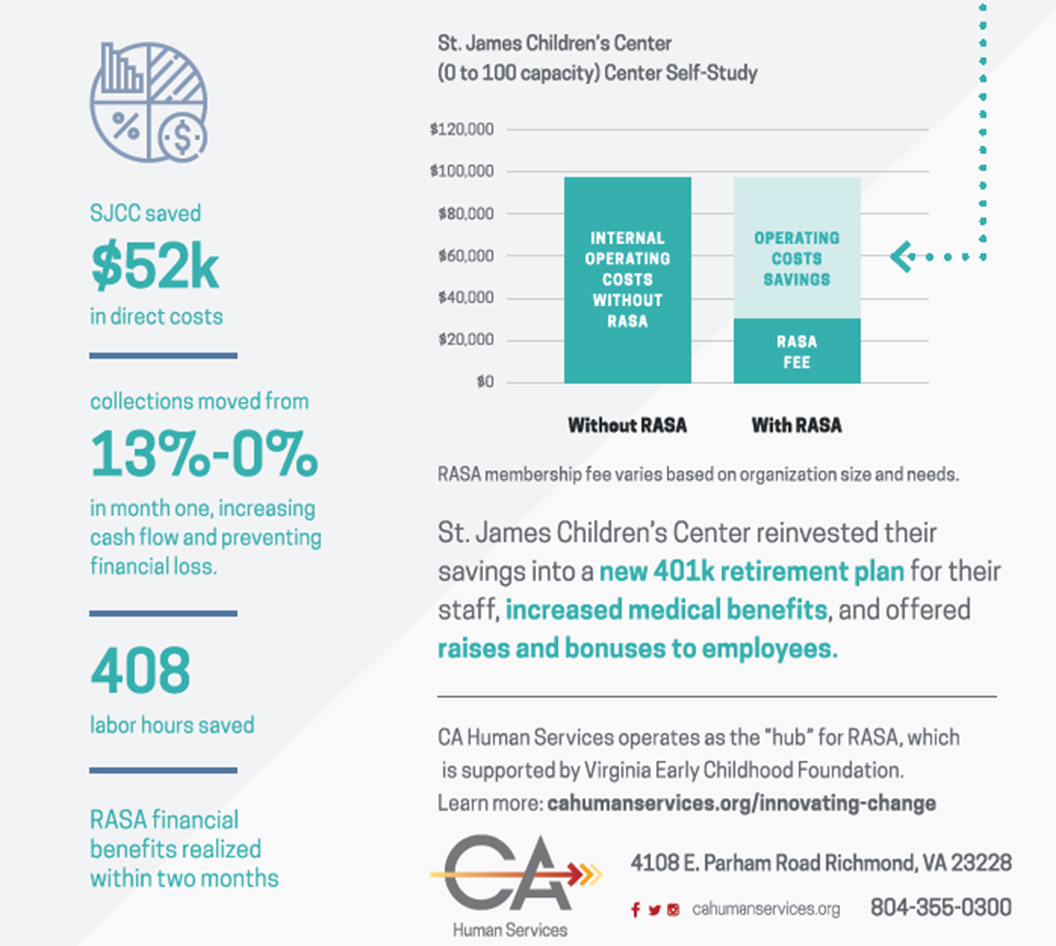 %
$
SJCC saved
$52k
in direct costs
collections moved from
13%-0%
in month one, increasing
cash flow and preventing
financial loss.
408
labor hours saved
RASA financial
benefits realized
within two months
St. James Children's Center
(0 to 100 capacity) Center Self-Study
$120,000
$100,000
$80,000
$60,000
$40,000
$20,000
$0
INTERNAL
OPERATING
COSTS
WITHOUT
RASA
OPERATING
COSTS
SAVINGS
RASA
FEE
Without RASA
With RASA
RASA membership fee varies based on organization size and needs.
St. James Children's Center reinvested their
savings into a new 401k retirement plan for their
staff, increased medical benefits, and offered
raises and bonuses to employees.
CA Human Services operates as the "hub" for RASA, which
is supported by Virginia Early Childhood Foundation.
Learn more: cahumanservices.org/innovating-change
CA
Human Services
4108 E. Parham Road Richmond, VA 23228
cahumanservices.org 804-355-0300